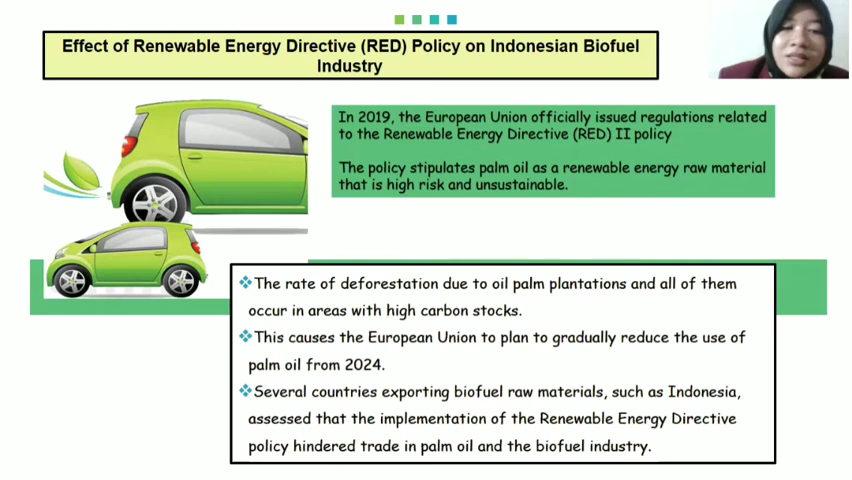 Effect of Renewable Energy Directive (RED) Policy on Indonesian Biofuel
Industry
In 2019, the European Union officially issued regulations related
to the Renewable Energy Directive (RED) II policy
The policy stipulates palm oil as a renewable energy raw material
that is high risk and unsustainable.
The rate of deforestation due to oil palm plantations and all of them
occur in areas with high carbon stocks.
This causes the European Union to plan to gradually reduce the use of
palm oil from 2024.
Several countries exporting biofuel raw materials, such as Indonesia,
assessed that the implementation of the Renewable Energy Directive
policy hindered trade in palm oil and the biofuel industry.